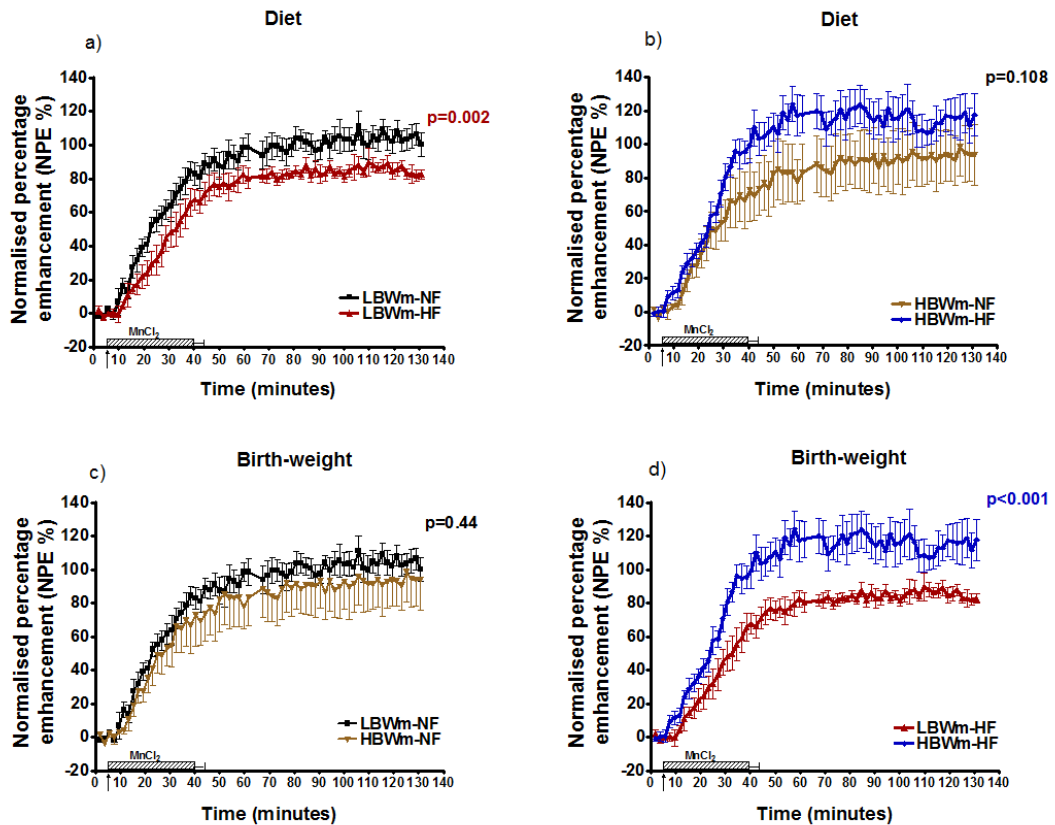 Diet
a)
p=0.002
Normalised percentage
enhancement (NPE %)
140
120
100
80
60
40
20
0
-20
LBWm-NF
LBWm-HF
MnCl2
10 20 30 40 50 60 70 80 90 100 110 120 130 140
Time (minutes)
Diet
b)
p=0.108
Normalised percentage
enhancement (NPE %)
140
120
100
80
60
40
20
0
-20
HBWm-NF
HBWm-HF
MnCl2
10 20 30 40 50 60 70 80 90 100 110 120 130 140
Time (minutes)
Birth-weight
c)
p=0.44
Normalised percentage
enhancement (NPE %)
140
120
100
80
60
40
20
0
-20
LBWm-NF
HBWm-NF
MnCl2
0 10 20 30 40 50 60 70 80 90 100 110 120 130 140
Time (minutes)
Birth-weight
d)
p<0.001
Normalised percentage
enhancement (NPE %)
140
120
100
80
60
40
20
0
-20
LBWm-HF
HBWm-HF
MnCl2
0 10 20 30 40 50 60 70 80 90 100 110 120 130 140
Time (minutes)